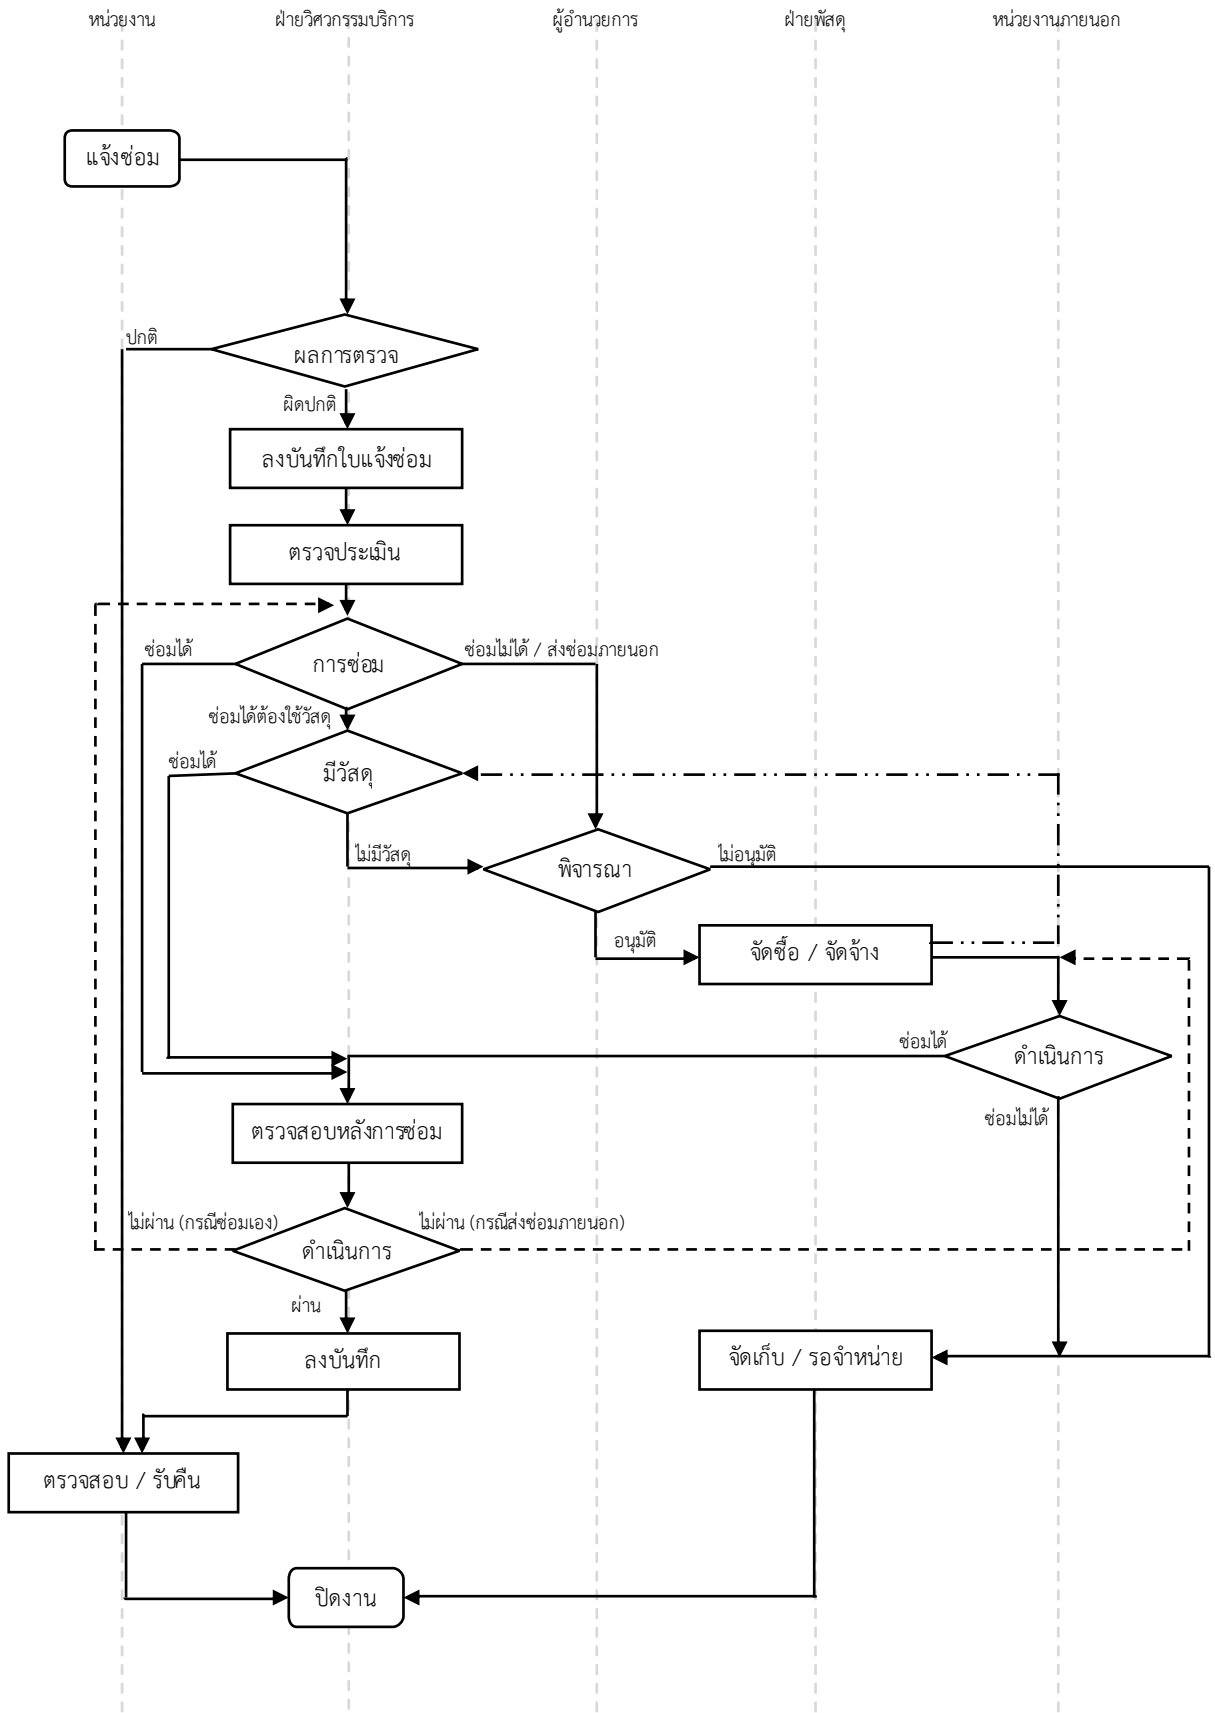 หน่วยงาน
ฝ่ายวิศวกรรมบริการ
ผู้อำนวยการ
ฝ่ายพัสดุ
หน่วยงานภายนอก
แจ้งซ่อม
ปกติ
ผลการตรวจ
ผิดปกติ
ลงบันทึกใบแจ้งซ่อม
ตรวจประเมิน
ซ่อมได้
การซ่อม
ซ่อมไม่ได้ / ส่งซ่อมภายนอก
ซ่อมได้ต้องใช้วัสดุ
ซ่อมได้
มีวัสดุ
ไม่มีวัสดุ
พิจารณา
ไม่อนุมัติ
อนุมัติ
จัดซื้อ / จัดจ้าง
ซ่อมได้
ดำเนินการ
ซ่อมไม่ได้
ตรวจสอบหลังการซ่อม
ไม่ผ่าน (กรณีซ่อมเอง)
ดำเนินการ
ไม่ผ่าน (กรณีส่งซ่อมภายนอก)
ผ่าน
ลงบันทึก
จัดเก็บ / รอจำหน่าย
ตรวจสอบ / รับคืน
ปิดงาน